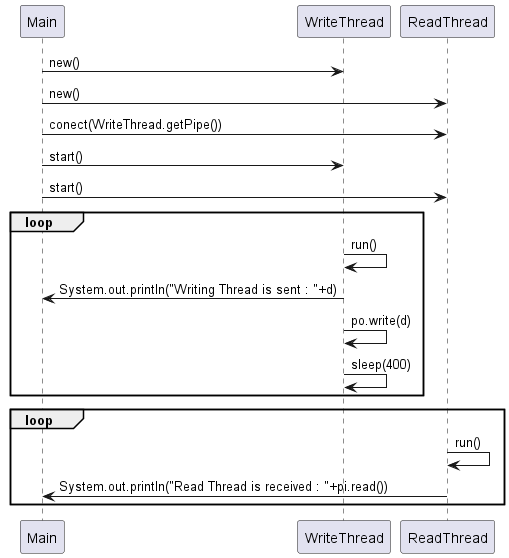 Main WriteThread ReadThread
new()
new()
conect(WriteThread.getPipe())
start()
start()
loop
run()
System.out.println("Writing Thread is sent : "+d)
po.write(d)
sleep(400)
loop
run()
System.out.println("Read Thread is received : "+pi.read())
Main WriteThread ReadThread